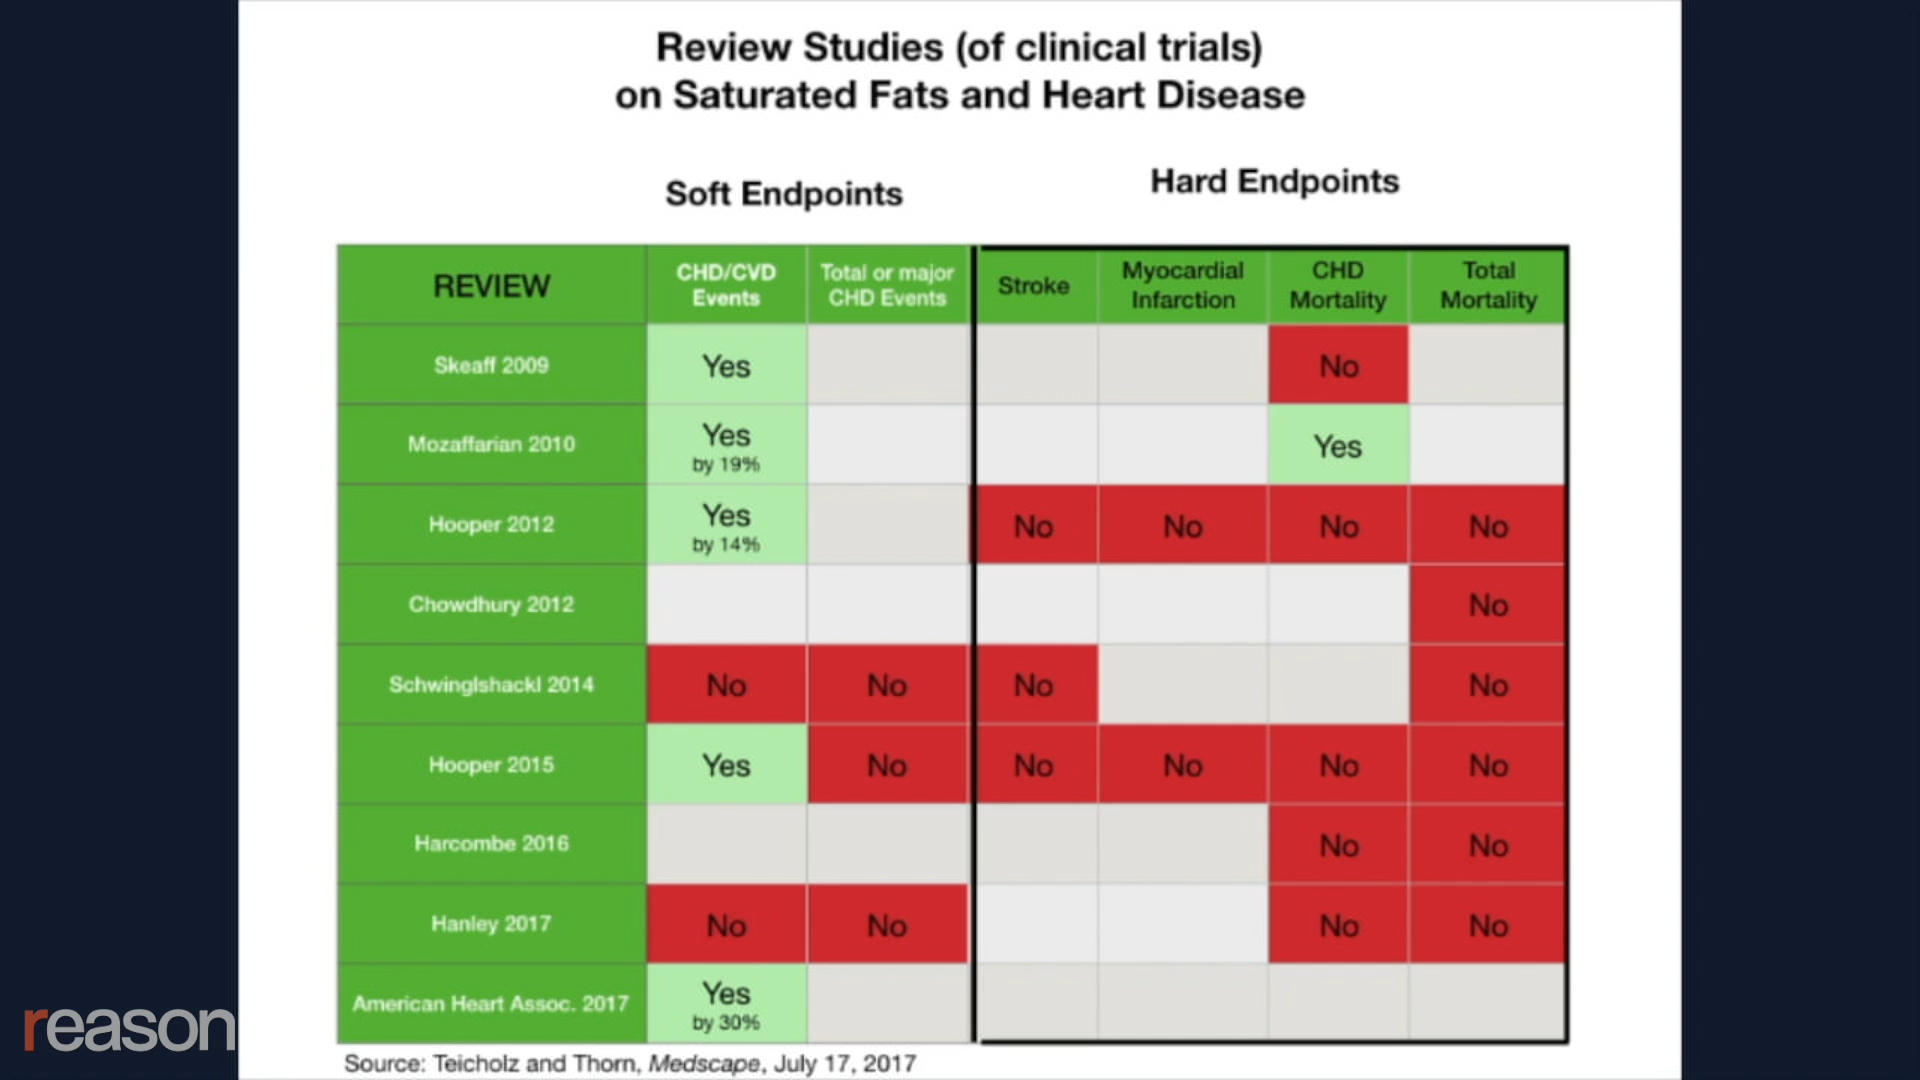 Review Studies (of clinical trials)
on Saturated Fats and Heart Disease
Soft Endpoints
Hard Endpoints
REVIEW
CHD/CVD
Events
Total or major
CHD Events
Stroke
Myocardial
Infarction
CHD
Mortality
Total
Mortality
Skeaff 2009
Yes
No
Mozaffarian 2010
Yes
by 19%
Yes
Hooper 2012
Yes
by 14%
No
No
No
No
Chowdhury 2012
No
Schwinglshackl 2014
No
No
No
No
Hooper 2015
Yes
No
No
No
No
No
Harcombe 2016
No
No
Hanley 2017
No
No
No
No
American Heart Assoc. 2017
Yes
by 30%
Source: Teicholz and Thorn, Medscape, July 17, 2017
reason